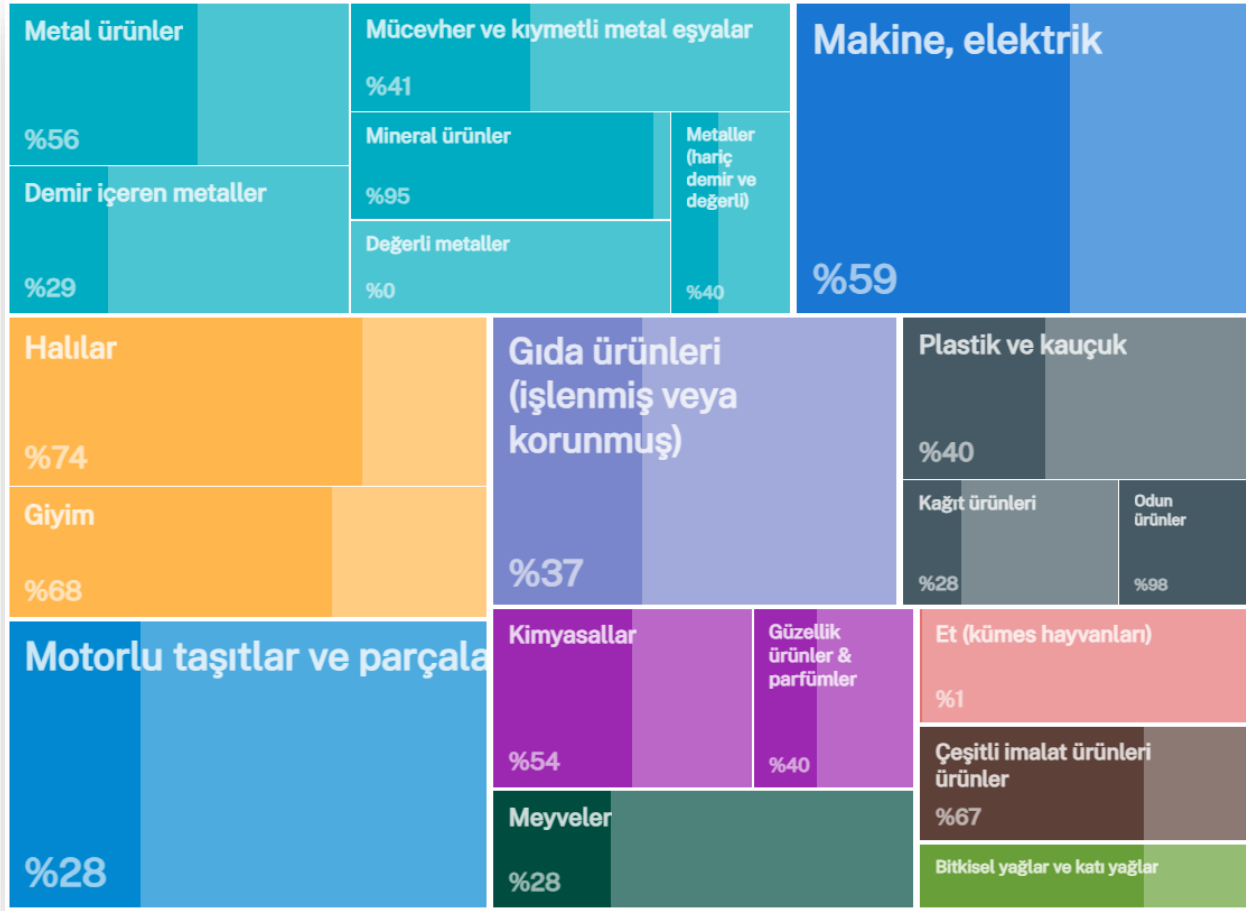 Metal ürünler
%56
Demir içeren metaller
%29
Mücevher ve kıymetli metal eşyalar
%41
Mineral ürünler
%95
Değerli metaller
%0
Metaller
(hariç
demir ve
değerli)
%40
Makine, elektrik
%59
Halılar
%74
Giyim
%68
Motorlu taşıtlar ve parçala
%28
Gıda ürünleri
(işlenmiş veya
korunmuş)
%37
Plastik ve kauçuk
%40
Kağıt ürünleri
%28
Odun
ürünler
%98
Kimyasallar
%54
Güzellik
ürünler &
parfümler
%40
Meyveler
%28
Et (kümes hayvanları)
%1
Çeşitli imalat ürünleri
ürünler
%67
Bitkisel yağlar ve katı yağlar